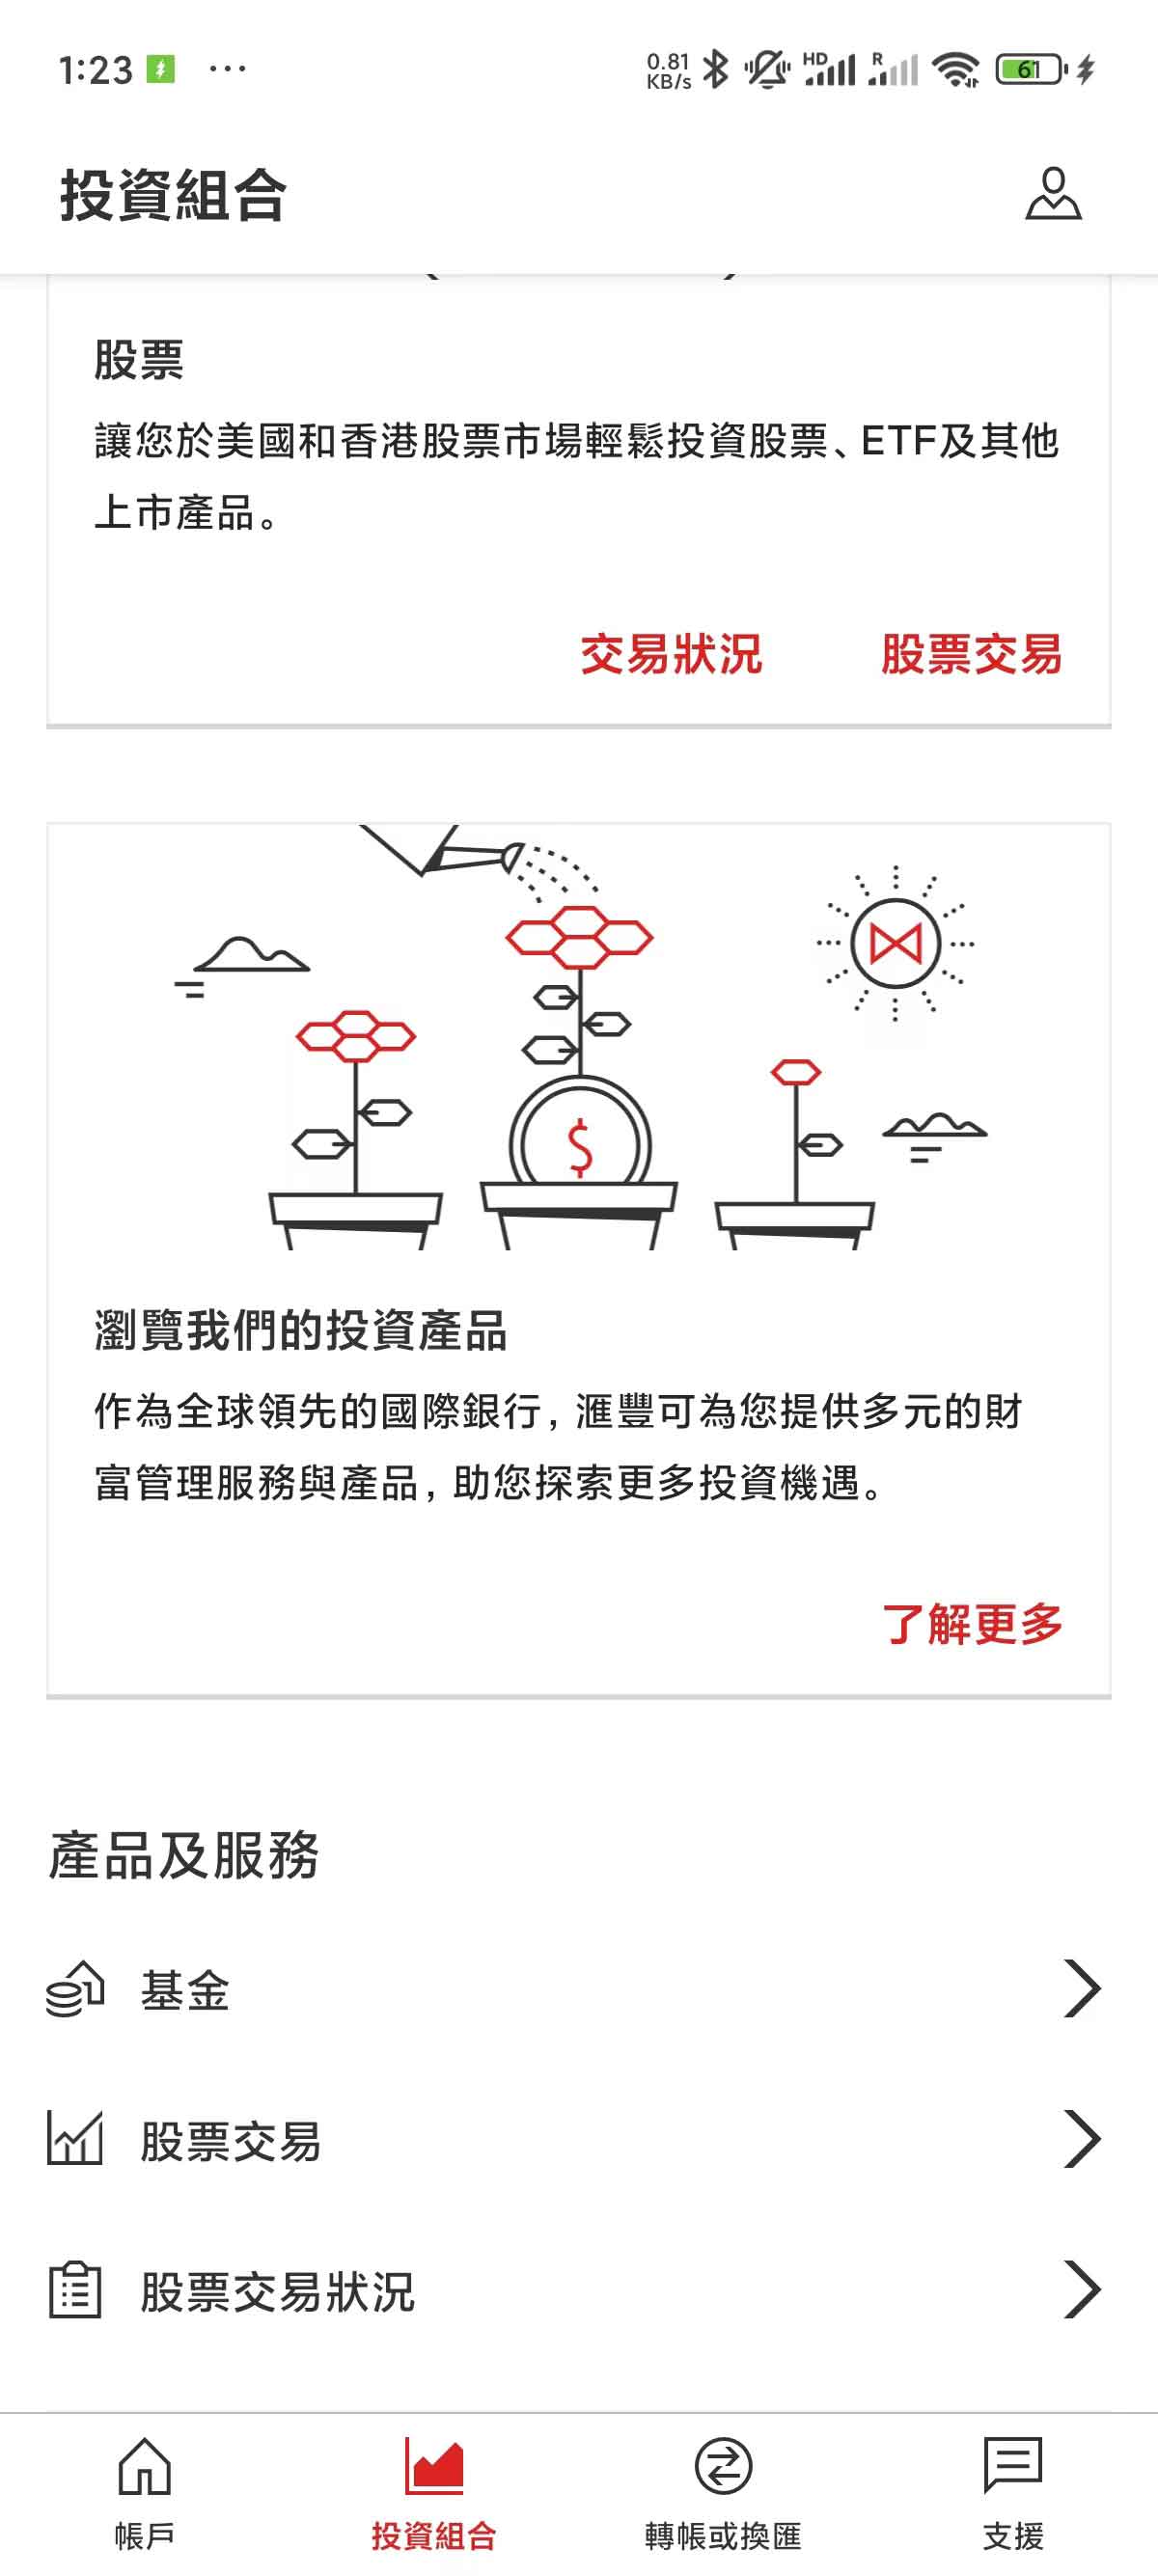 1:23 ...
0.81
KB/s
HD
R
61
投資組合
股票
讓您於美國和香港股票市場輕鬆投資股票、ETF及其他
上市產品。
交易狀況 股票交易
$
瀏覽我們的投資產品
作為全球領先的國際銀行，滙豐可為您提供多元的財
富管理服務與產品，助您探索更多投資機遇。
了解更多
產品及服務
基金
股票交易
股票交易狀況
帳戶 投資組合 轉帳或換匯 支援